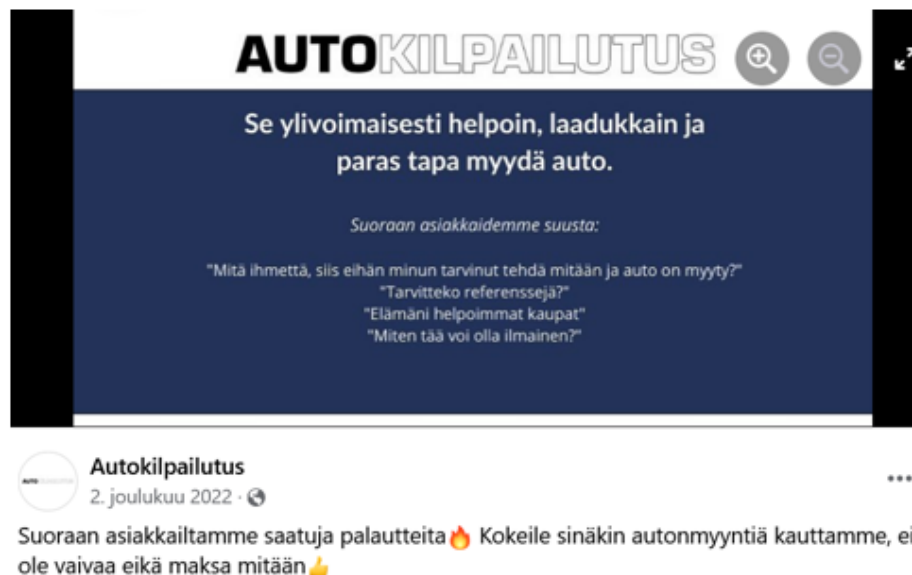 AUTOKILPAILUTUS
Se ylivoimaisesti helpoin, laadukkain ja
paras tapa myydä auto.
Suoraan asiakkaidemme suusta:
"Mitä ihmettä, siis eihän minun tarvinut tehdä mitään ja auto on myyty?"
"Tarvitteko referenssejä?"
"Elämäni helpoimmat kaupat"
"Miten tää voi olla ilmainen?"
Autokilpailutus
2. joulukuu 2022 ·
Suoraan asiakkailtamme saatuja palautteita🔥 Kokeile sinäkin autonmyyntiä kauttamme, ei
ole vaivaa eikä maksa mitään👍